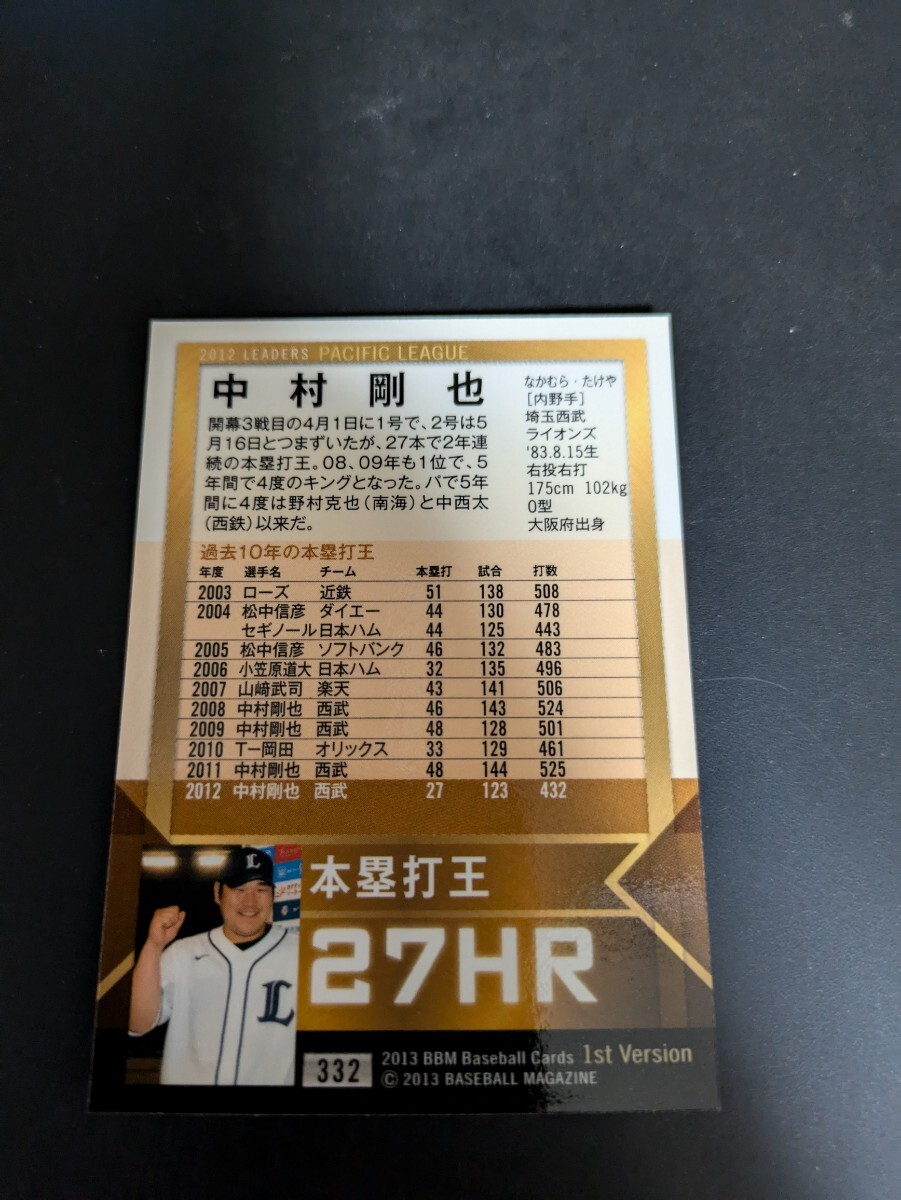 2012 LEADERS PACIFIC LEAGUE
中村剛也
開幕3戦目の4月1日に1号で、2号は5
月16日とつまずいたが、27本で2年連
続の本塁打王。08、09年も1位で、5
年間で4度のキングとなった。パで5年
間に4度は野村克也(南海)と中西太
(西鉄)以来だ。
なかむら・たけや
[内野手]
埼玉西武
ライオンズ
'83.8.15生
右投右打
175cm 102kg
O型
大阪府出身
過去10年の本塁打王
年度 選手名 チーム 本塁打 試合 打数
2003 ローズ 近鉄 51 138 508
2004 松中信彦 ダイエー 44 130 478
セギノール 日本ハム 44 125 443
2005 松中信彦 ソフトバンク 46 132 483
2006 小笠原道大 日本ハム 32 135 496
2007 山﨑武司 楽天 43 141 506
2008 中村剛也 西武 46 143 524
2009 中村剛也 西武 48 128 501
2010 T-岡田 オリックス 33 129 461
2011 中村剛也 西武 48 144 525
2012 中村剛也 西武 27 123 432
L
L
本塁打王
27HR
332
2013 BBM Baseball Cards 1st Version
© 2013 BASEBALL MAGAZINE